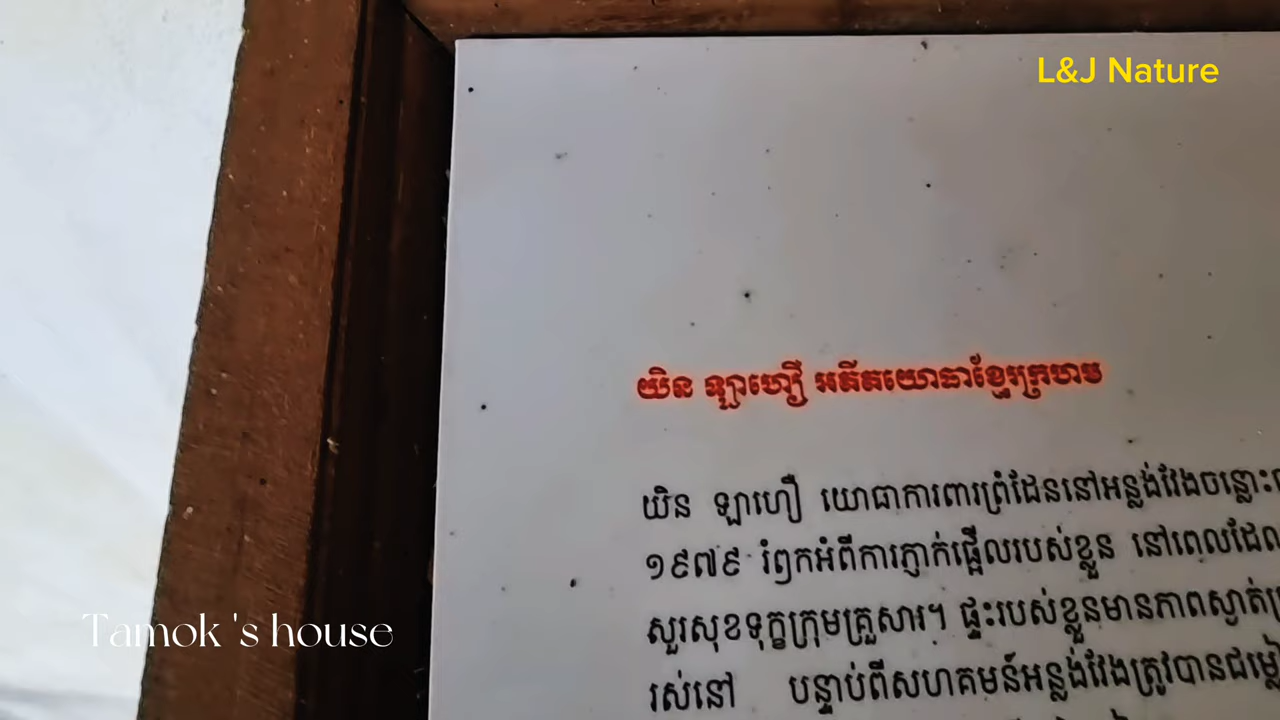 L&J Nature
យិន ឡាហឿ អតីតយោធាខ្មែរក្រហម
យិន ឡាហឿ យោធាការពារព្រំដែននៅអន្លង់វែងចន្លោះ
១៩៧៩ រំឭកអំពីការភ្ញាក់ផ្អើលរបស់ខ្លួន នៅពេលដែល
សួរសុខទុក្ខក្រុមគ្រួសារ។ ផ្ទះរបស់ខ្លួនមានភាពស្ងាត់
រស់នៅ បន្ទាប់ពីសហគមន៍អន្លង់វែងត្រូវបានជម្លៀ
Tamok 's house